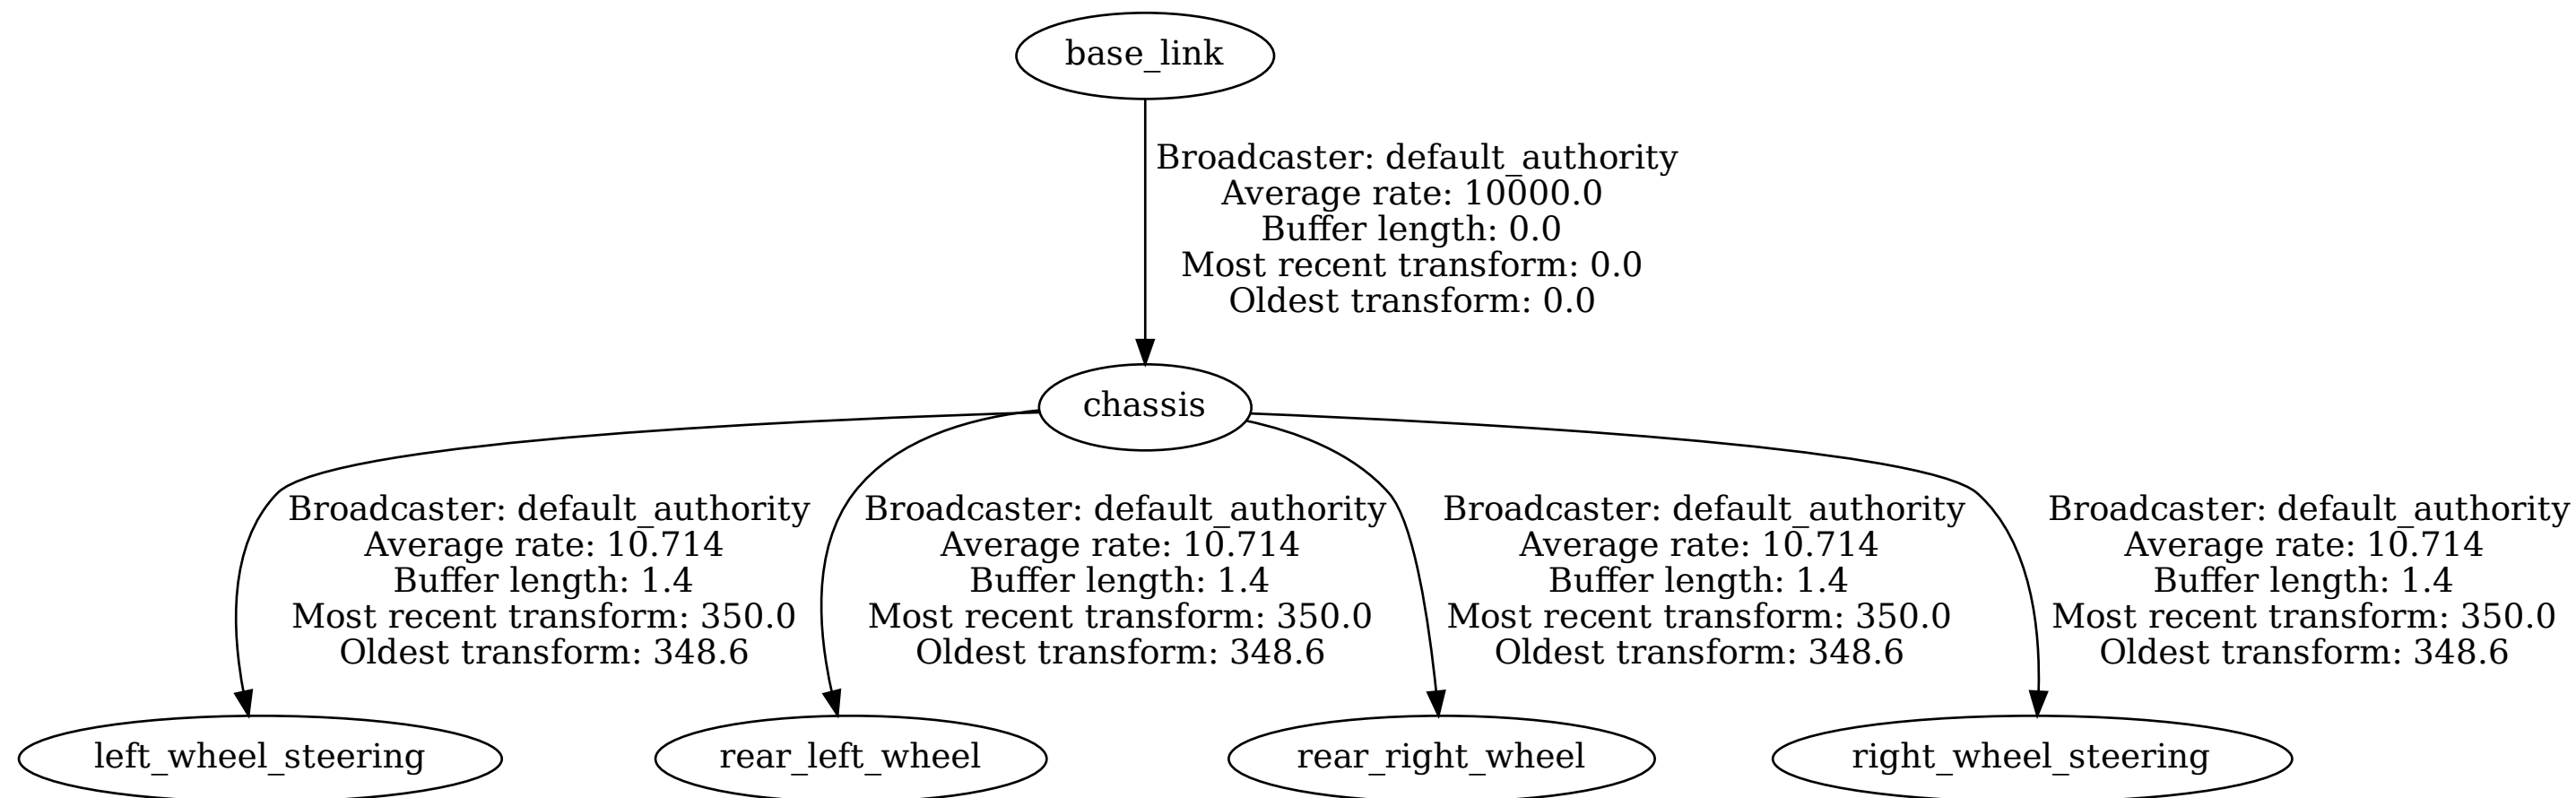 base_link
Broadcaster: default_authority
Average rate: 10000.0
Buffer length: 0.0
Most recent transform: 0.0
Oldest transform: 0.0
chassis
Broadcaster: default_authority
Average rate: 10.714
Buffer length: 1.4
Most recent transform: 350.0
Oldest transform: 348.6
Broadcaster: default_authority
Average rate: 10.714
Buffer length: 1.4
Most recent transform: 350.0
Oldest transform: 348.6
Broadcaster: default_authority
Average rate: 10.714
Buffer length: 1.4
Most recent transform: 350.0
Oldest transform: 348.6
Broadcaster: default_authority
Average rate: 10.714
Buffer length: 1.4
Most recent transform: 350.0
Oldest transform: 348.6
left_wheel_steering
rear_left_wheel
rear_right_wheel
right_wheel_steering